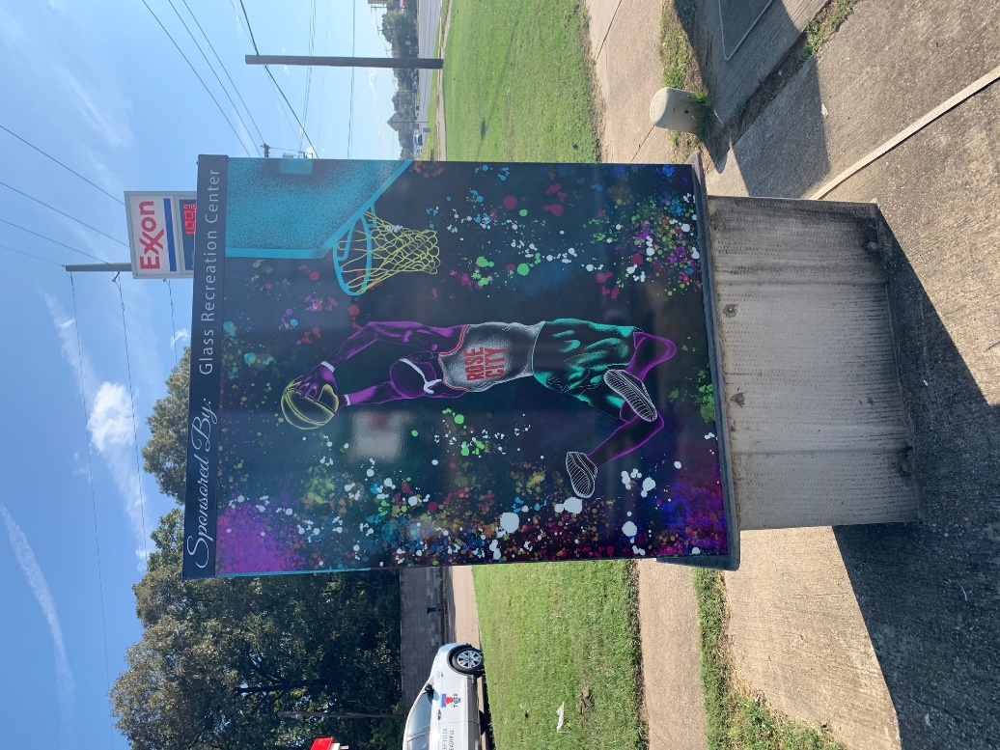 Exxon
Sponsored By: Glass Recreation Center
ROSE
CITY